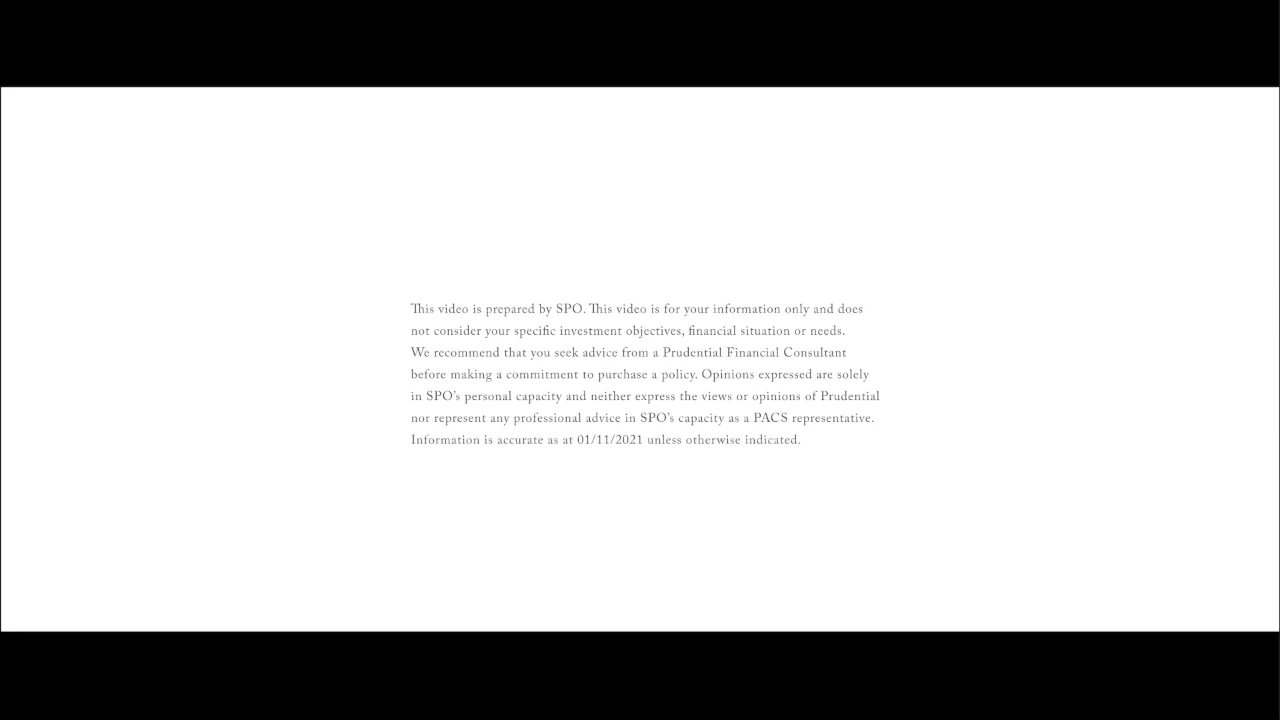 This video is prepared by SPO. This video is for your information only and does
not consider your specific investment objectives, financial situation or needs.
We recommend that you seek advice from a Prudential Financial Consultant
before making a commitment to purchase a policy. Opinions expressed are solely
in SPO's personal capacity and neither express the views or opinions of Prudential
nor represent any professional advice in SPO's capacity as a PACS representative.
Information is accurate as at 01/11/2021 unless otherwise indicated.